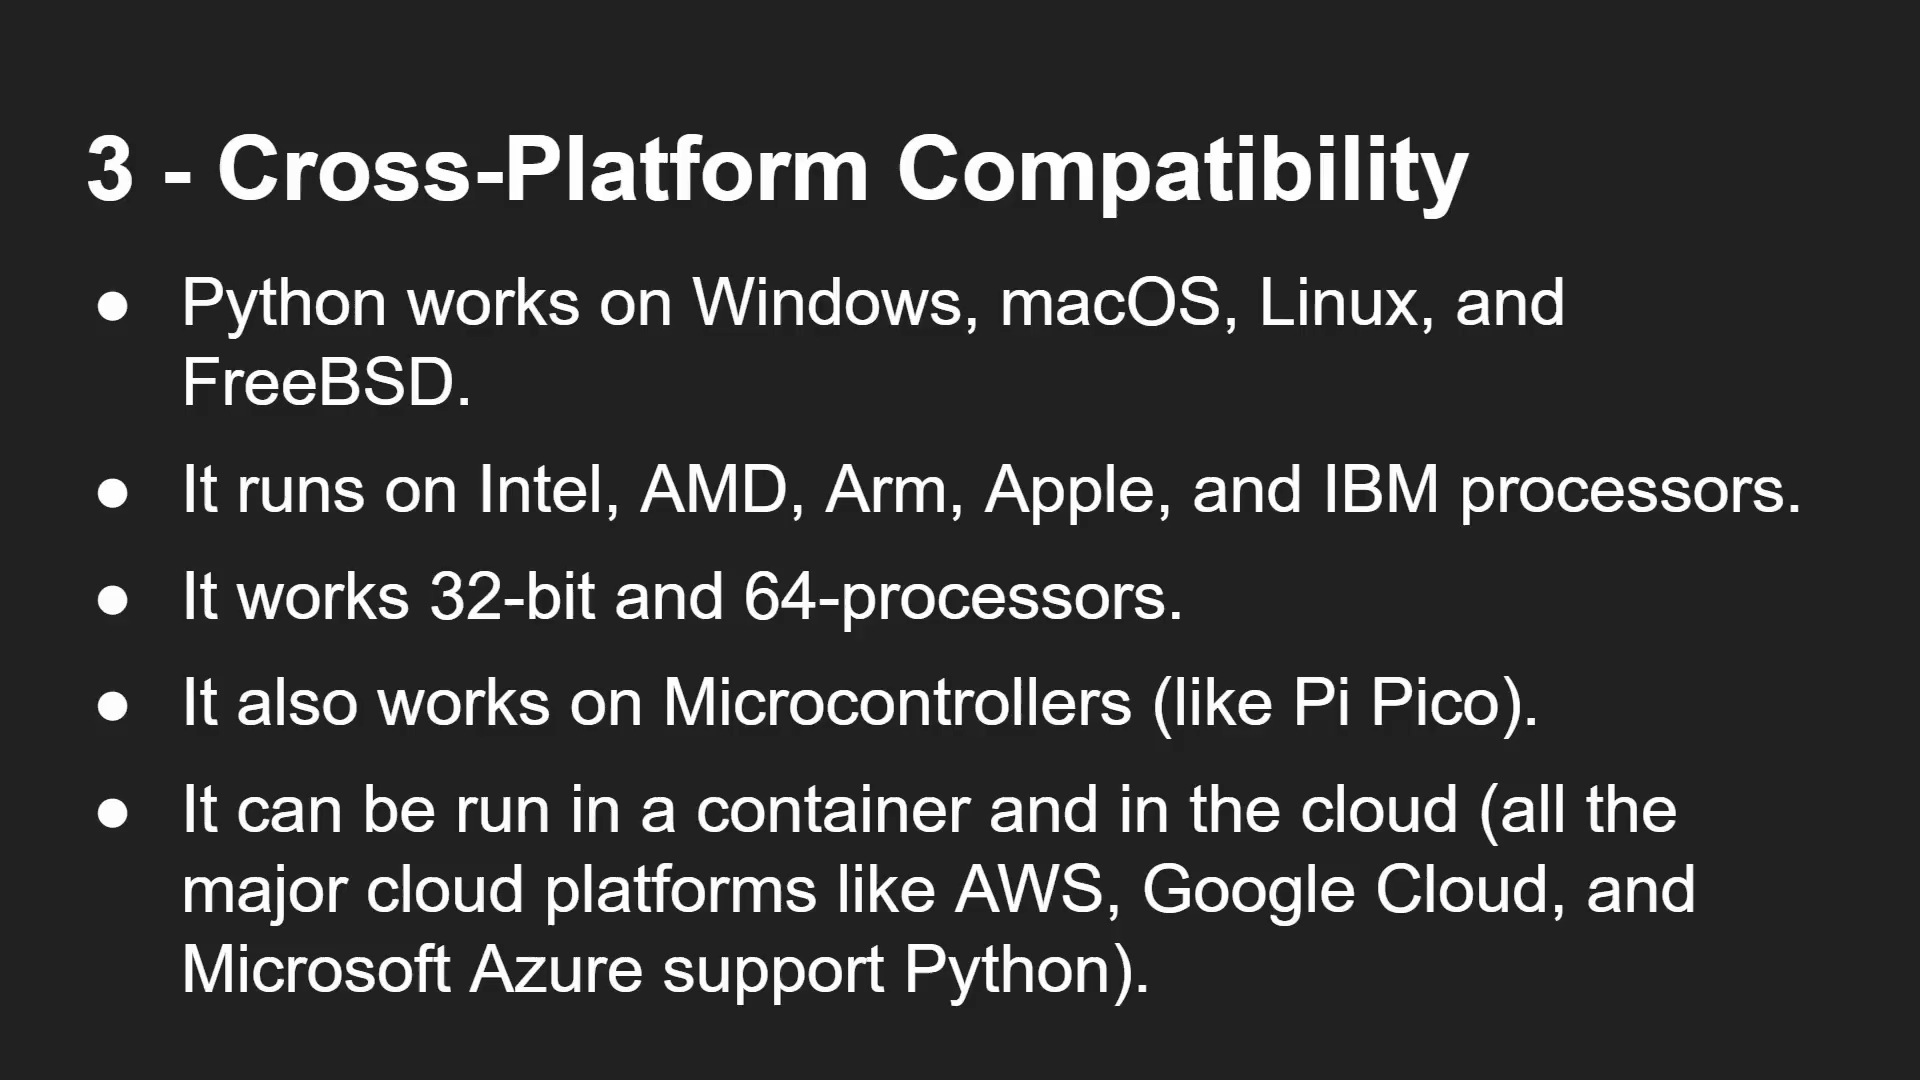 3 - Cross-Platform Compatibility
● Python works on Windows, macOS, Linux, and
FreeBSD.
● It runs on Intel, AMD, Arm, Apple, and IBM processors.
● It works 32-bit and 64-processors.
● It also works on Microcontrollers (like Pi Pico).
● It can be run in a container and in the cloud (all the
major cloud platforms like AWS, Google Cloud, and
Microsoft Azure support Python).